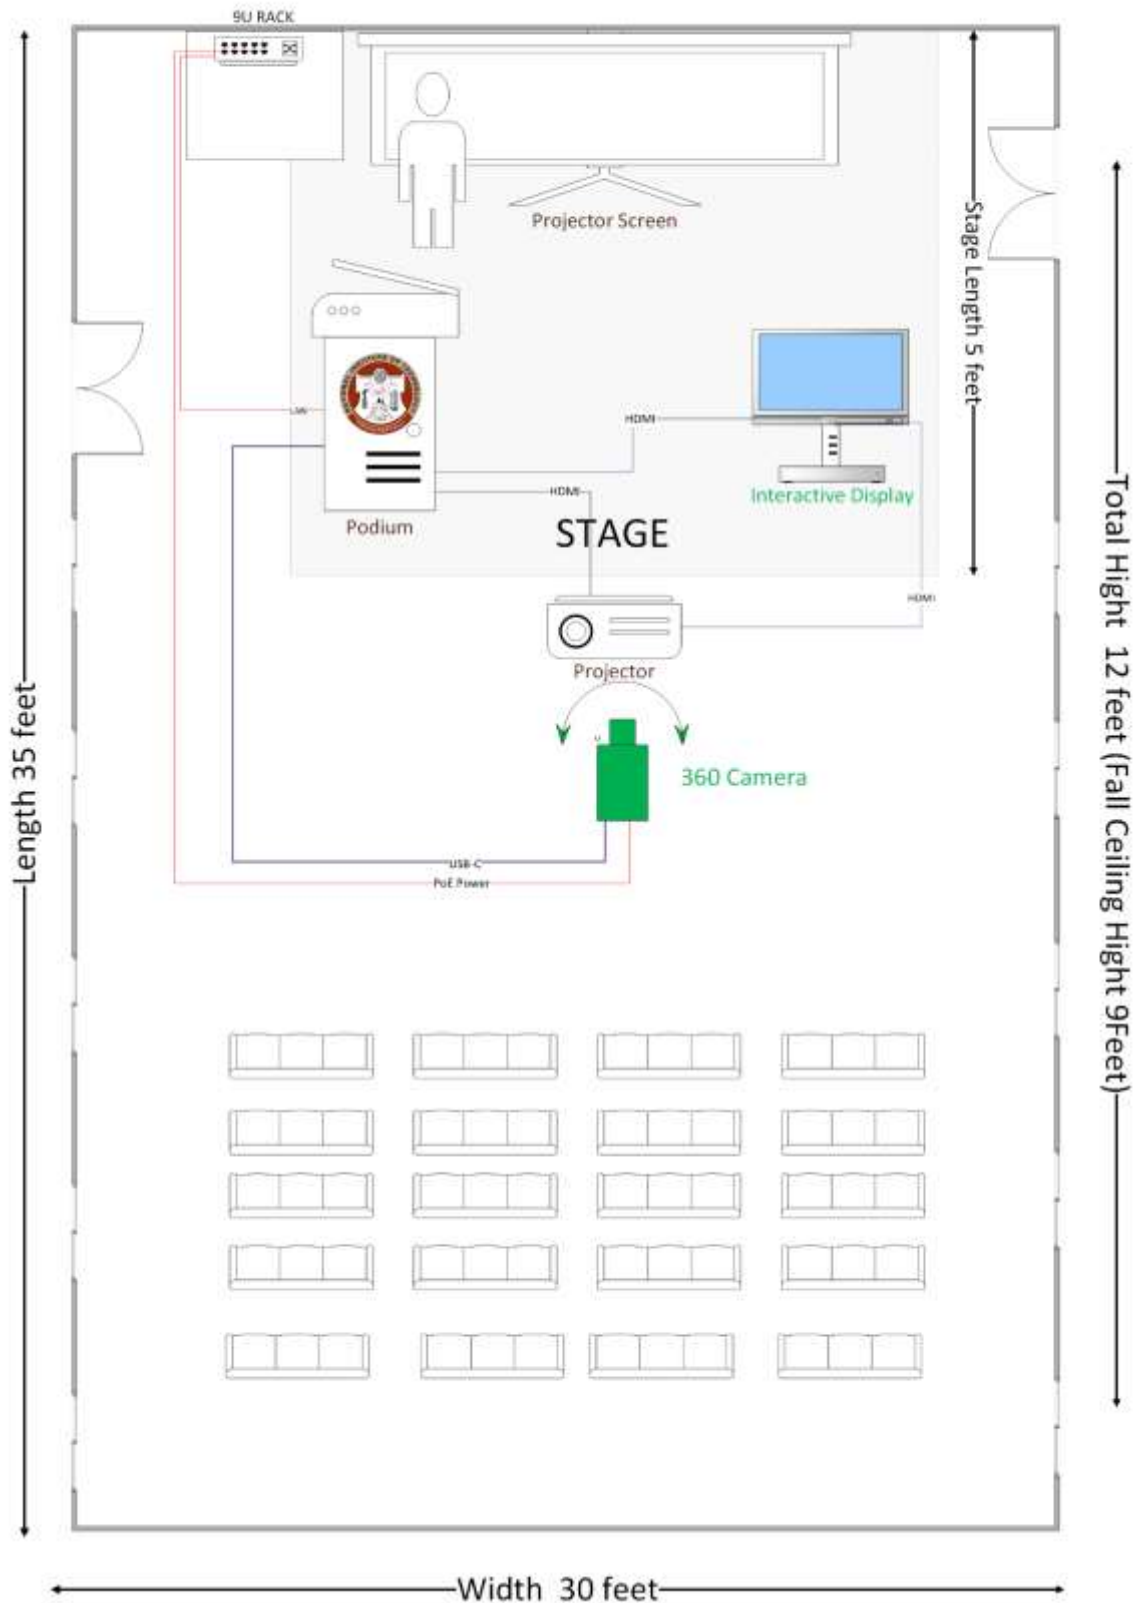 9U RACK
Projector Screen
Stage Length 5 feet
LAN
HDMI
Interactive Display
HDMI
Podium
STAGE
HDMI
Projector
360 Camera
USB-C
PoE Power
Length 35 feet
Total Hight 12 feet (Fall Ceiling Hight 9Feet)
Width 30 feet